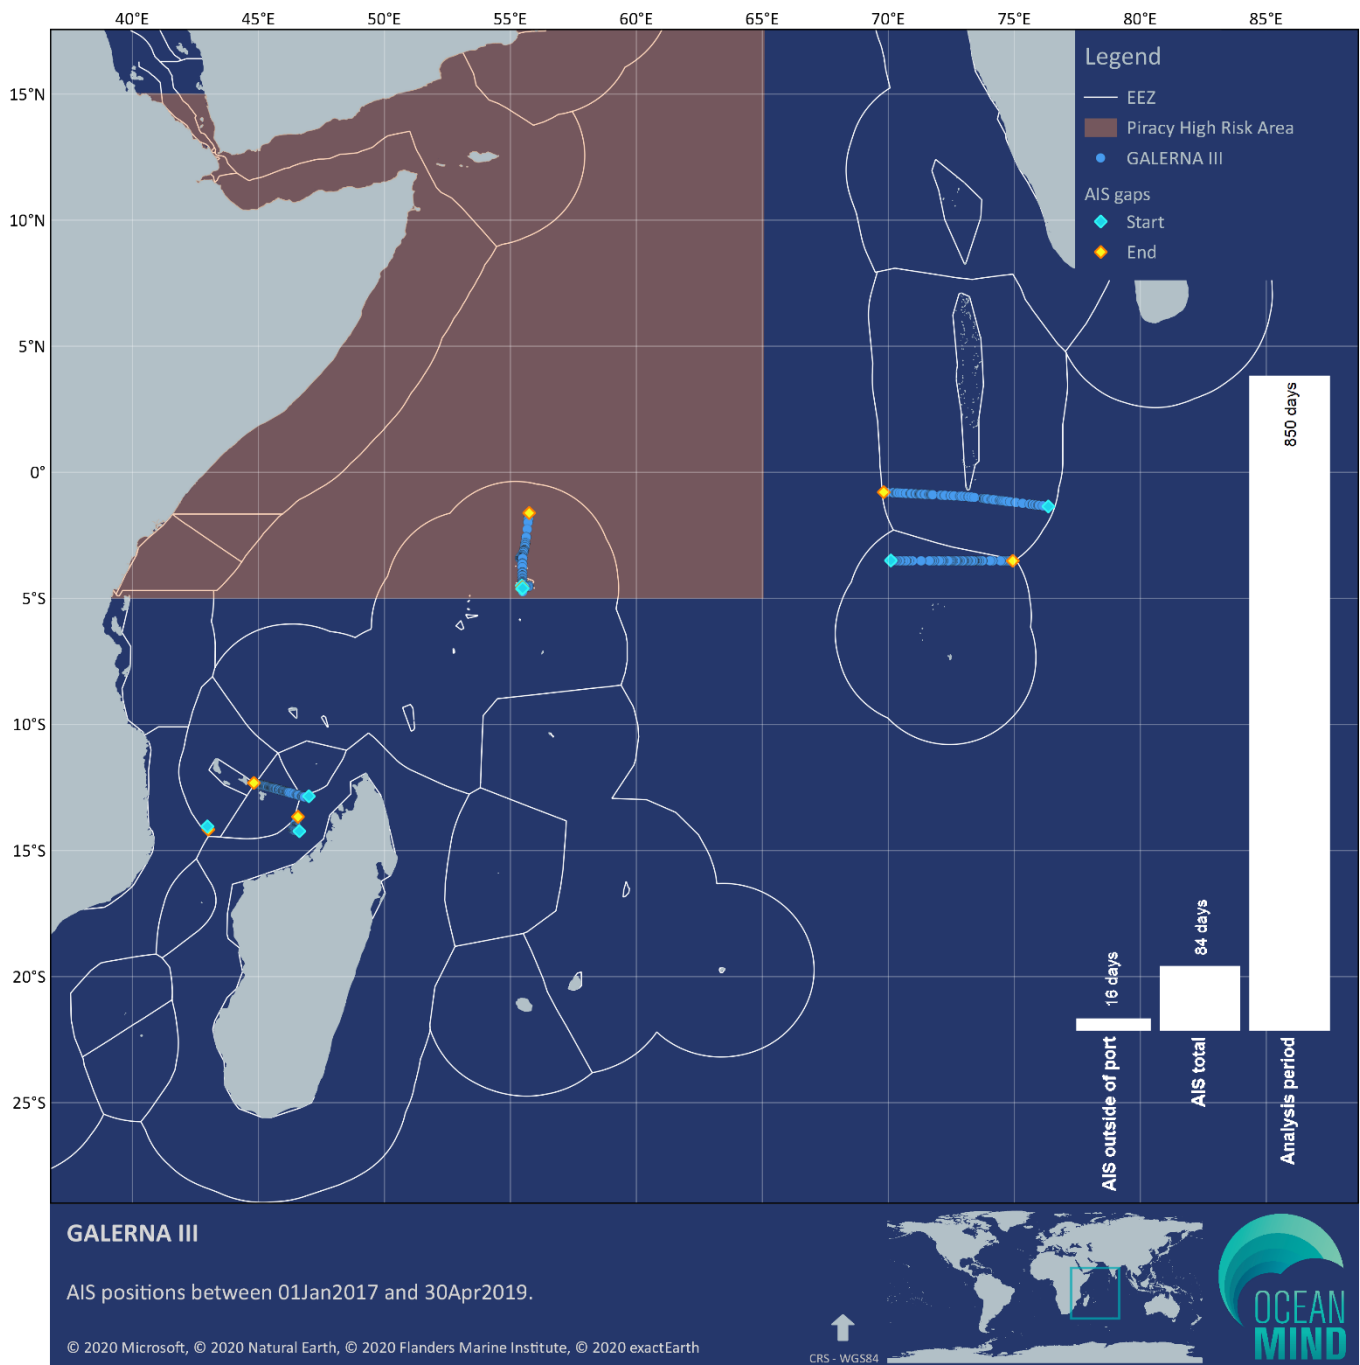 40°E 45°E 50°E 55°E 60°E 65°E 70°E 75°E 80°E 85°E
Legend
EEZ
Piracy High Risk Area
GALERNA III
AIS gaps
Start
End
15°N
10°N
5°N
0°
5°S
10°S
15°S
20°S
25°S
16 days
84 days
850 days
AIS outside of port
AIS total
Analysis period
GALERNA III
AIS positions between 01Jan2017 and 30Apr2019.
© 2020 Microsoft, © 2020 Natural Earth, © 2020 Flanders Marine Institute, © 2020 exactEarth
CRS - WGS84
OCEAN
MIND